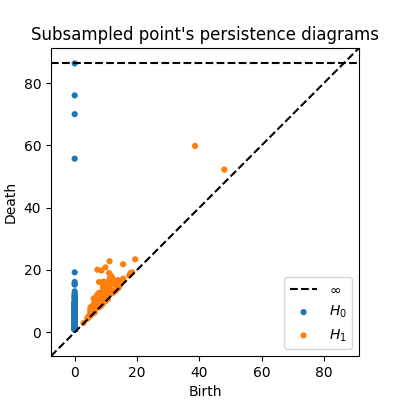 Subsampled point's persistence diagrams
Death
80
60
40
20
0
0 20 40 60 80
Birth
∞
H₀
H₁